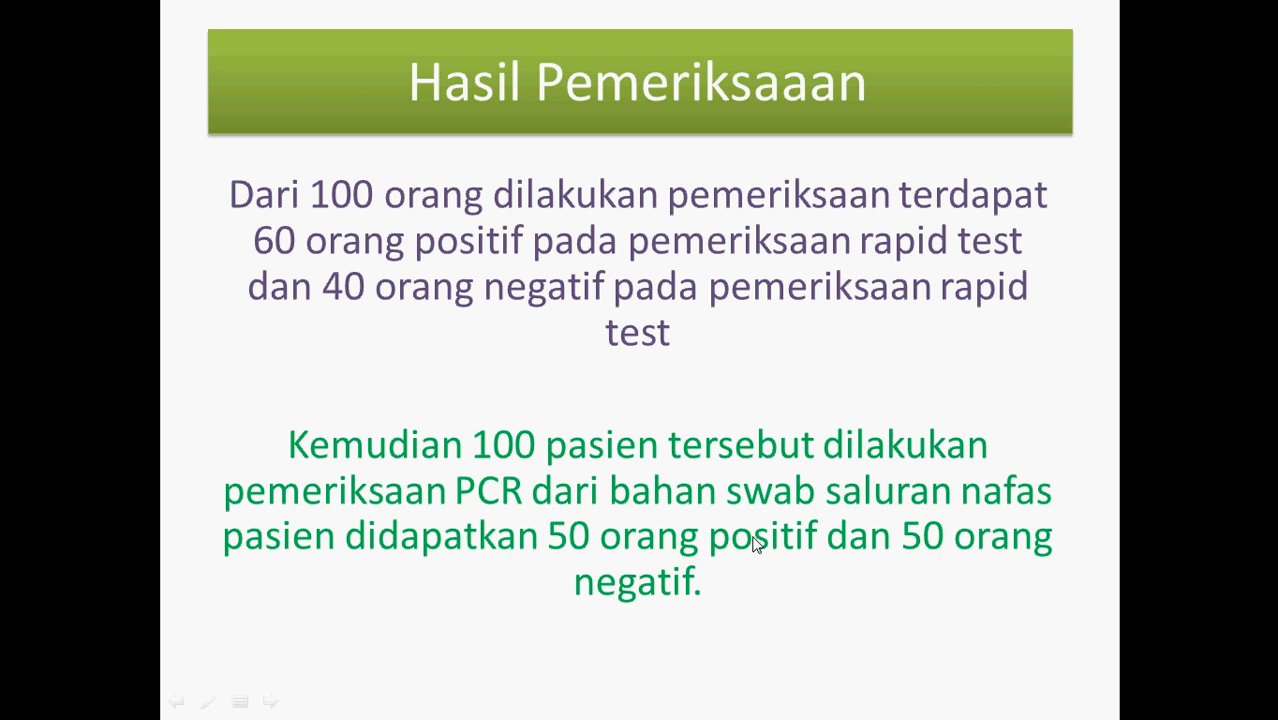 Hasil Pemeriksaaan
Dari 100 orang dilakukan pemeriksaan terdapat
60 orang positif pada pemeriksaan rapid test
dan 40 orang negatif pada pemeriksaan rapid
test
Kemudian 100 pasien tersebut dilakukan
pemeriksaan PCR dari bahan swab saluran nafas
pasien didapatkan 50 orang positif dan 50 orang
negatif.